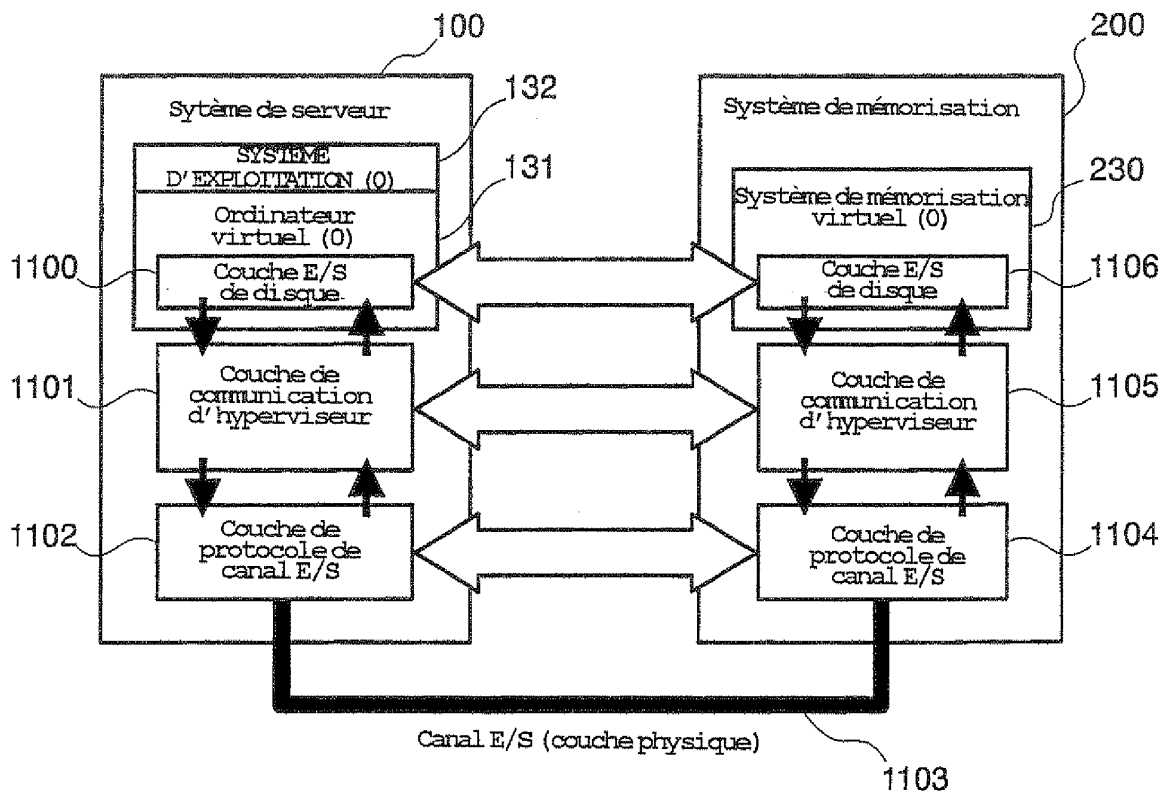 100
200
Sytème de serveur
132
SYSTÈME
D'EXPLOITTATION (0)
131
Ordinateur
virtuel (0)
1100
Couche E/S
de disque
1101
Couche de
communication
d'hyperviseur
1102
Couche de
protocole de
canal E/S
Système de mémorisation
230
Système de mémorisation
virtuel (0)
Couche E/S
de disque
1106
Couche de
communication
d'hyperviseur
1105
Couche de
protocole de
canal E/S
1104
Canal E/S (couche physique)
1103